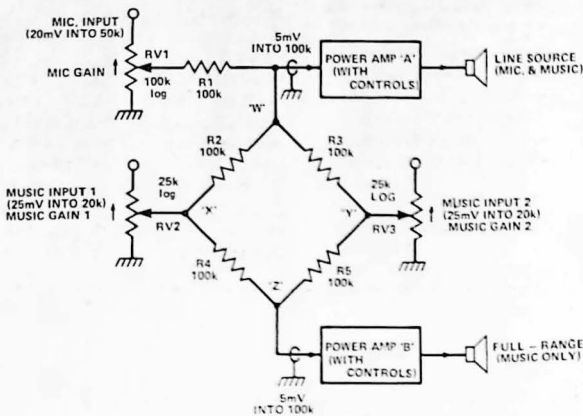 MIC, INPUT
(20mV INTO 50k)
RV1
MIC GAIN
100k
log
R1
100k
5mV
INTO 100k
POWER AMP 'A'
(WITH
CONTROLS)
LINE SOURCE
(MIC, & MUSIC)
"W"
R2
100k
R3
100k
MUSIC INPUT 1
(25mV INTO 20k)
MUSIC GAIN 1
25k
log
RV2
"X"
"Y"
25K
LOG
RV3
MUSIC INPUT 2
(25mV INTO 20k)
MUSIC GAIN 2
R4
100k
R5
100k
"Z"
POWER AMP 'B'
(WITH
CONTROLS)
FULL – RANGE
(MUSIC ONLY)
5mV
INTO 100k